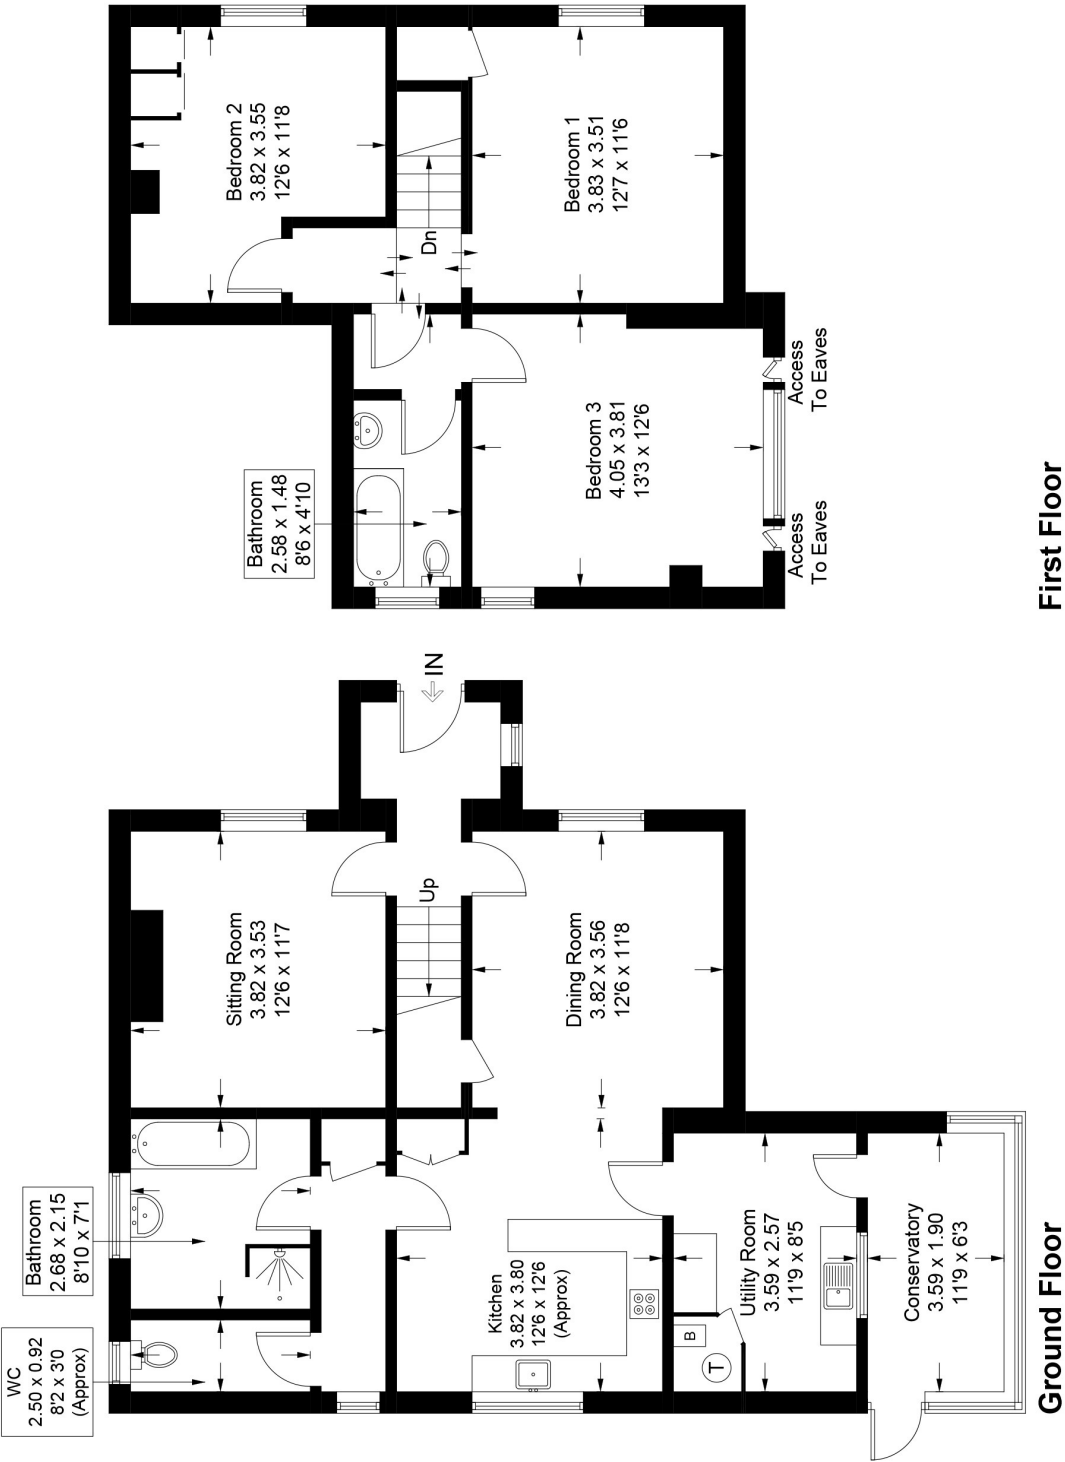 Bedroom 2
3.82 x 3.55
12'6 x 11'8
Bedroom 1
3.83 x 3.51
12'7 x 11'6
Dn
Bathroom
2.58 x 1.48
8'6 x 4'10
Bedroom 3
4.05 x 3.81
13'3 x 12'6
Access
To Eaves
Access
To Eaves
First Floor
IN
Sitting Room
3.82 x 3.53
12'6 x 11'7
Up
Dining Room
3.82 x 3.56
12'6 x 11'8
Bathroom
2.68 x 2.15
8'10 x 7'1
WC
2.50 x 0.92
8'2 x 3'0
(Approx)
Kitchen
3.82 x 3.80
12'6 x 12'6
(Approx)
B
T
Utility Room
3.59 x 2.57
11'9 x 8'5
Conservatory
3.59 x 1.90
11'9 x 6'3
Ground Floor